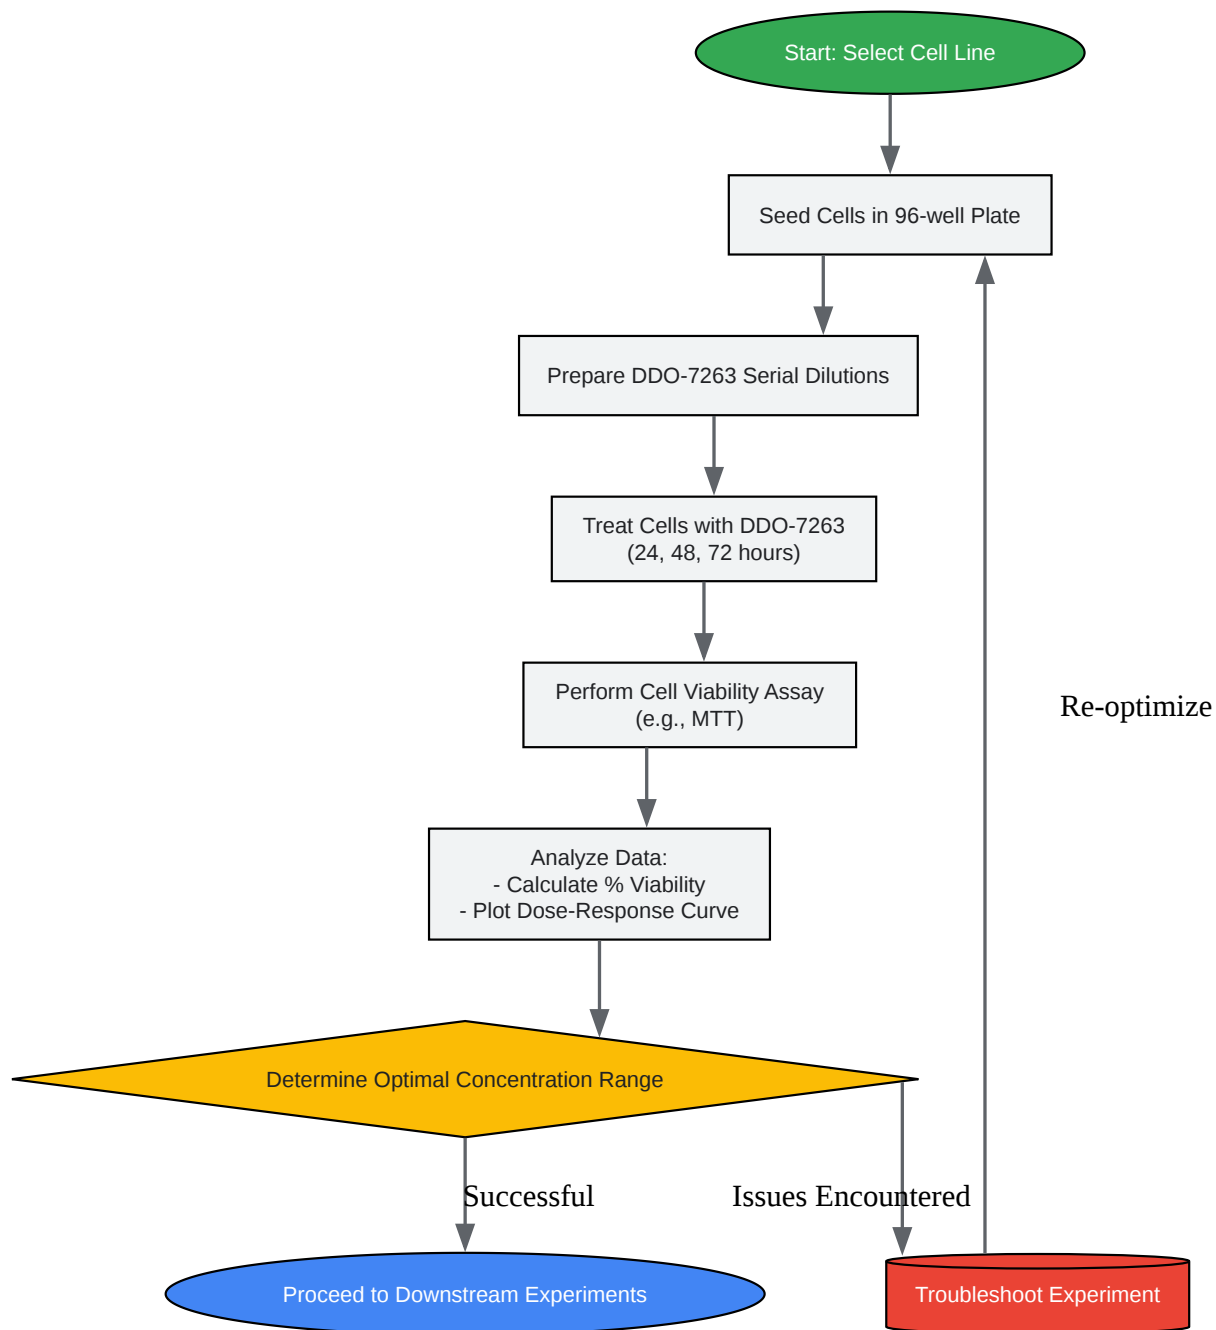 Start: Select Cell Line
Seed Cells in 96-well Plate
Prepare DDO-7263 Serial Dilutions
Treat Cells with DDO-7263
(24, 48, 72 hours)
Perform Cell Viability Assay
(e.g., MTT)
Re-optimize
Analyze Data:
- Calculate % Viability
- Plot Dose-Response Curve
Determine Optimal Concentration Range
Successful
Issues Encountered
Proceed to Downstream Experiments
Troubleshoot Experiment